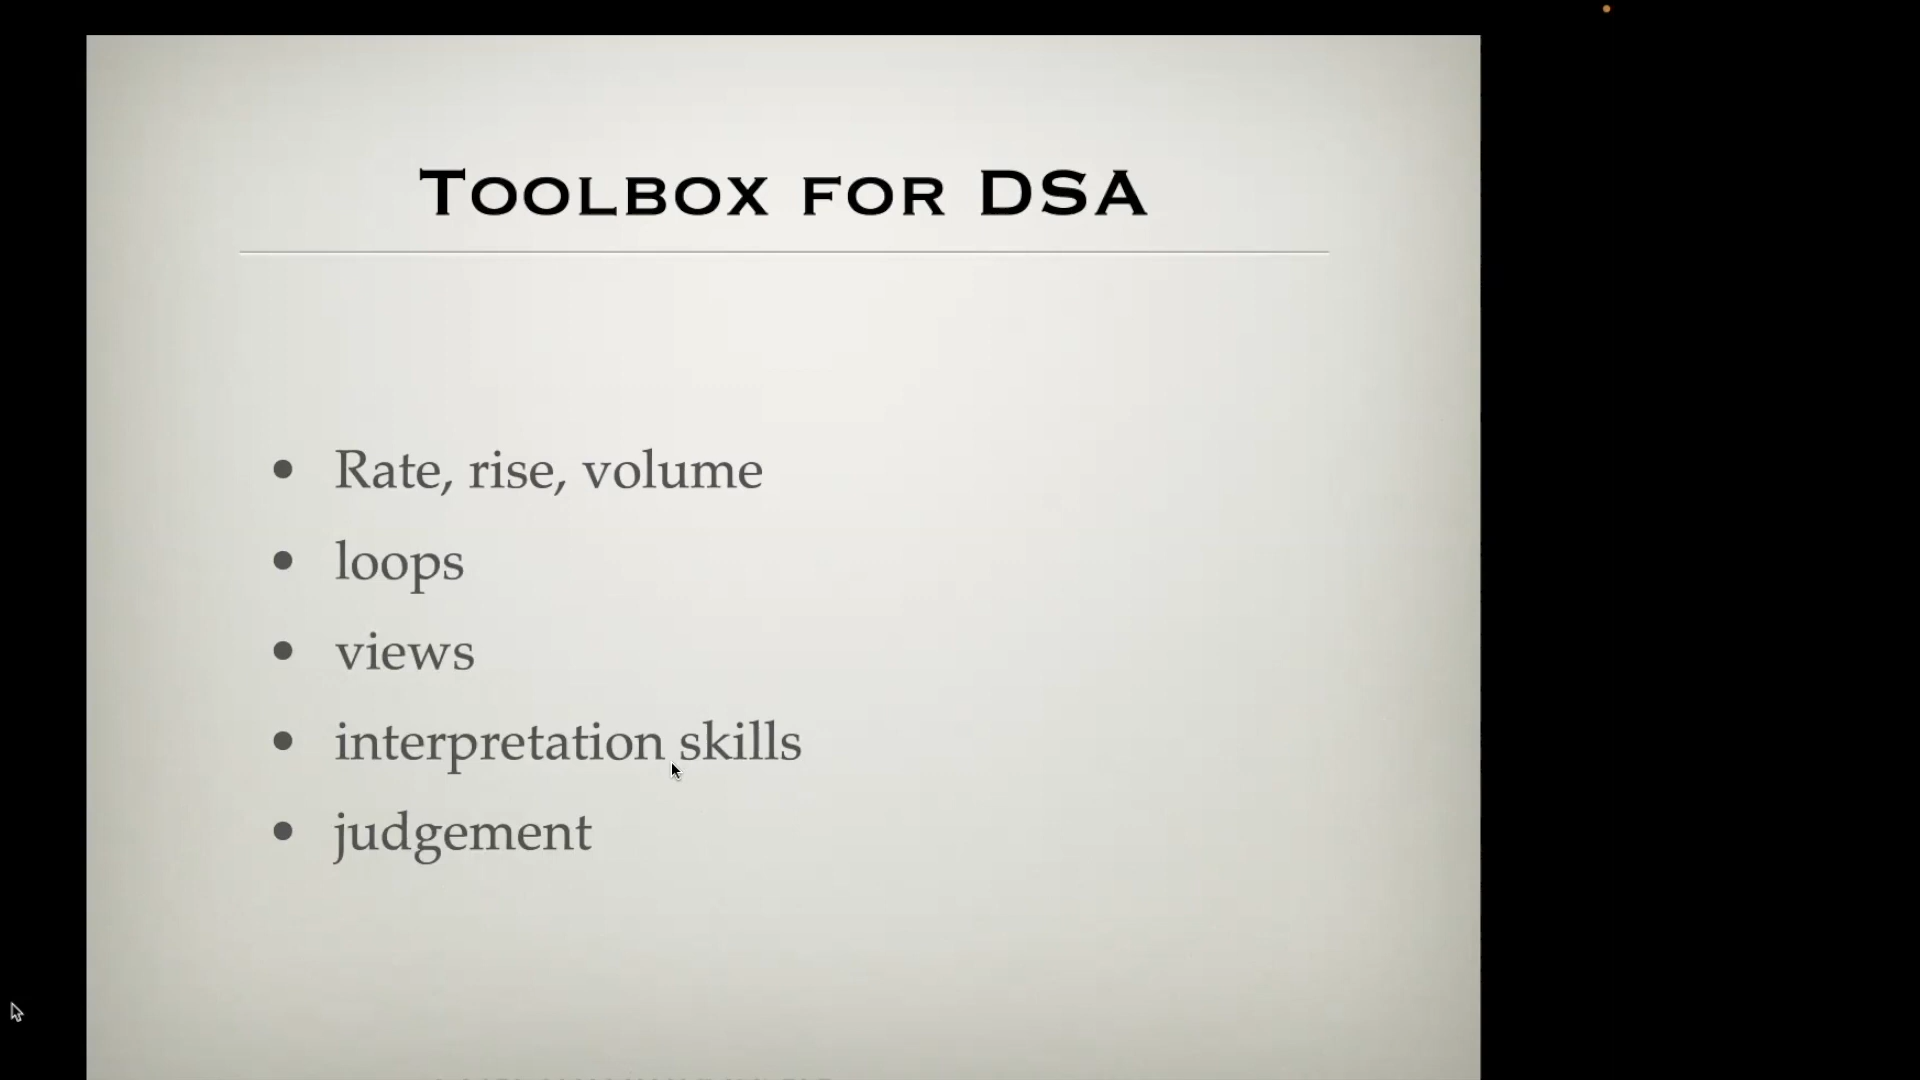 Toolbox for DSA
Rate, rise, volume
loops
views
interpretation skills
judgement